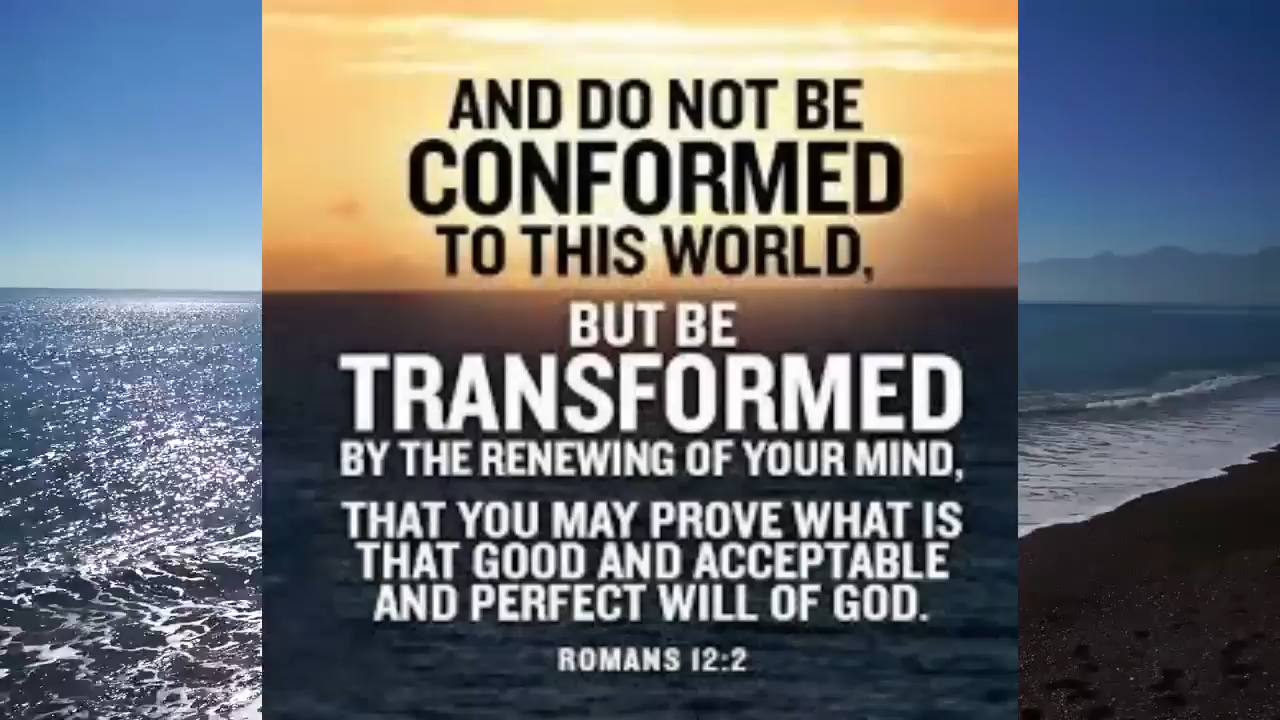 AND DO NOT BE
CONFORMED
TO THIS WORLD,
BUT BE
TRANSFORMED
BY THE RENEWING OF YOUR MIND,
THAT YOU MAY PROVE WHAT IS
THAT GOOD AND ACCEPTABLE
AND PERFECT WILL OF GOD.
ROMANS 12:2